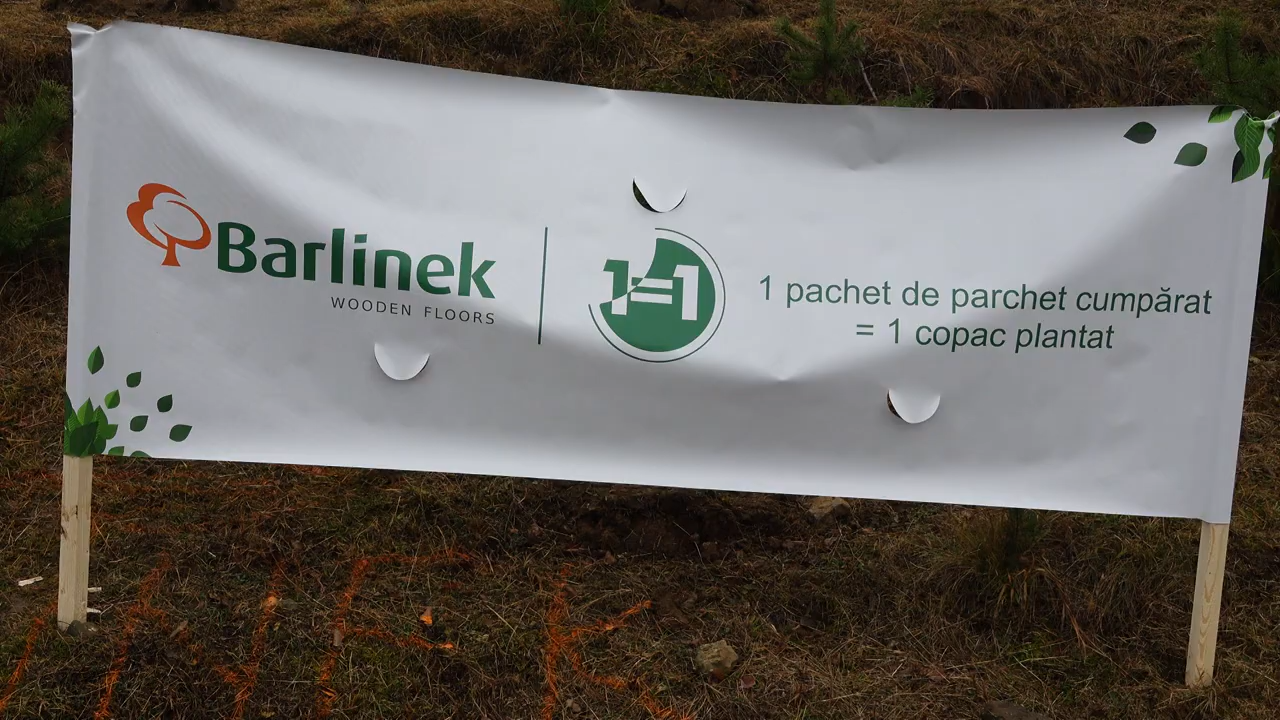 Barlinek
WOODEN FLOORS
1=1
1 pachet de parchet cumpărat
= 1 copac plantat